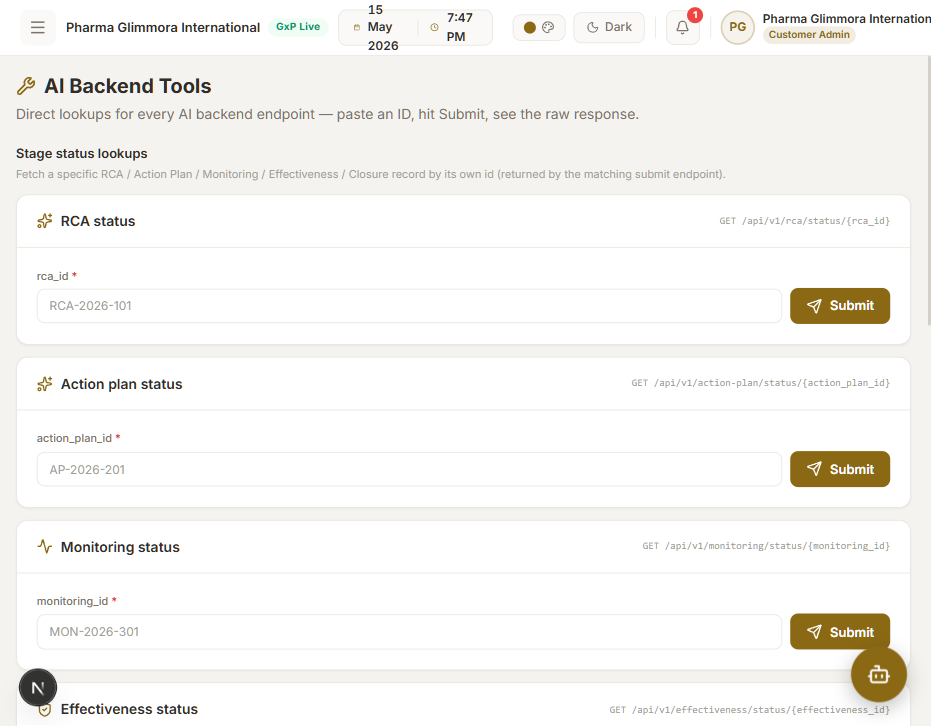 Pharma Glimmora International
GxP Live
15 May 2026
7:47 PM
Dark
1
PG
Pharma Glimmora Internation
Customer Admin
AI Backend Tools
Direct lookups for every AI backend endpoint — paste an ID, hit Submit, see the raw response.
Stage status lookups
Fetch a specific RCA / Action Plan / Monitoring / Effectiveness / Closure record by its own id (returned by the matching submit endpoint).
RCA status
GET /api/v1/rca/status/{rca_id}
rca_id *
RCA-2026-101
Submit
Action plan status
GET /api/v1/action-plan/status/{action_plan_id}
action_plan_id *
AP-2026-201
Submit
Monitoring status
GET /api/v1/monitoring/status/{monitoring_id}
monitoring_id *
MON-2026-301
Submit
N
Effectiveness status
GET /api/v1/effectiveness/status/{effectiveness_id}